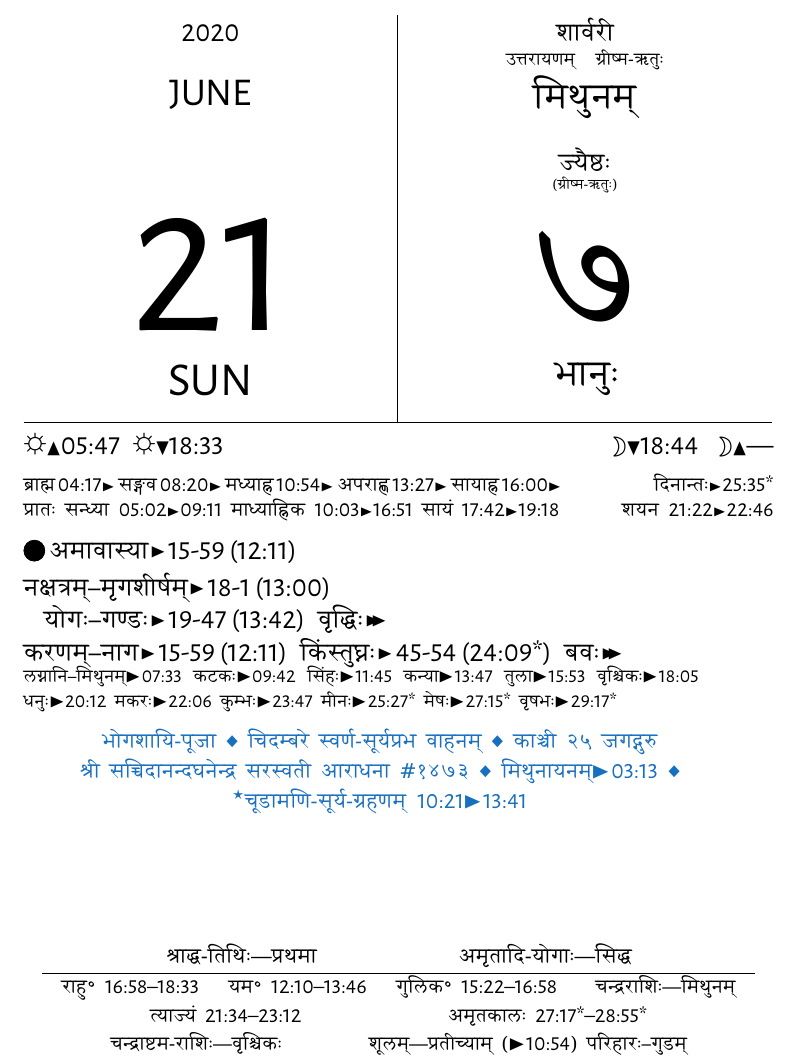 2020
JUNE
21
SUN
शार्वरी
उत्तरायणम् ग्रीष्म-ऋतुः
मिथुनम्
ज्यैष्ठः
(ग्रीष्म-ऋतुः)
७
भानुः
☼▲05:47 ☼▼18:33 ☽▼18:44 ☽▲—
ब्राह्म 04:17► सङ्गव 08:20► मध्याह्न 10:54► अपराह्ण 13:27► सायाह्न 16:00► दिनान्तः►25:35*
प्रातः सन्ध्या 05:02►09:11 माध्याह्निक 10:03►16:51 सायं 17:42►19:18 शयन 21:22►22:46
●अमावास्या►15-59 (12:11)
नक्षत्रम्–मृगशीर्षम्►18-1 (13:00)
योगः–गण्डः►19-47 (13:42) वृद्धिः►►
करणम्–नाग►15-59 (12:11) किंस्तुघ्नः►45-54 (24:09*) बवः►►
लग्नानि–मिथुनम्►07:33 कटकः►09:42 सिंहः►11:45 कन्या►13:47 तुला►15:53 वृश्चिकः►18:05
धनुः►20:12 मकरः►22:06 कुम्भः►23:47 मीनः►25:27* मेषः►27:15* वृषभः►29:17*
भोगशायि-पूजा ◆ चिदम्बरे स्वर्ण-सूर्यप्रभ वाहनम् ◆ काञ्ची २५ जगद्गुरु
श्री सच्चिदानन्दघनेन्द्र सरस्वती आराधना #१४७३ ◆ मिथुनायनम्►03:13 ◆
★चूडामणि-सूर्य-ग्रहणम् 10:21►13:41
श्राद्ध-तिथिः—प्रथमा अमृतादि-योगाः—सिद्ध
राहु° 16:58–18:33 यम° 12:10–13:46 गुलिक° 15:22–16:58 चन्द्रराशिः—मिथुनम्
त्याज्यं 21:34–23:12 अमृतकालः 27:17*–28:55*
चन्द्राष्टम-राशिः—वृश्चिकः शूलम्—प्रतीच्याम् (►10:54) परिहारः–गुडम्